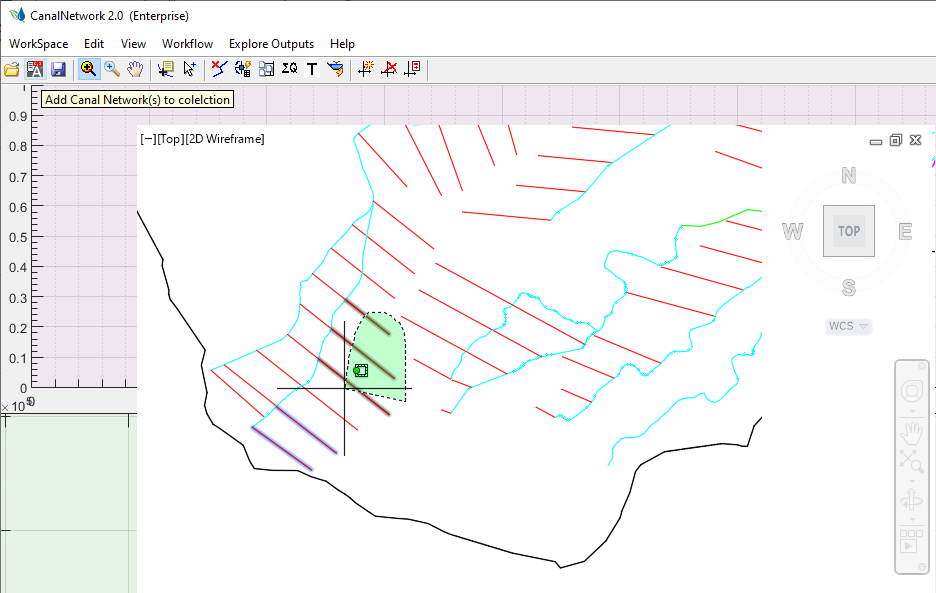 CanalNetwork 2.0 (Enterprise)
WorkSpace Edit View Workflow Explore Outputs Help
ΣQ T
Add Canal Network(s) to colelction
1
0.9
0.8
0.7
0.6
0.5
0.4
0.3
0.2
0.1
0
× 10^5 0
[−][Top][2D Wireframe]
N
W TOP E
S
WCS